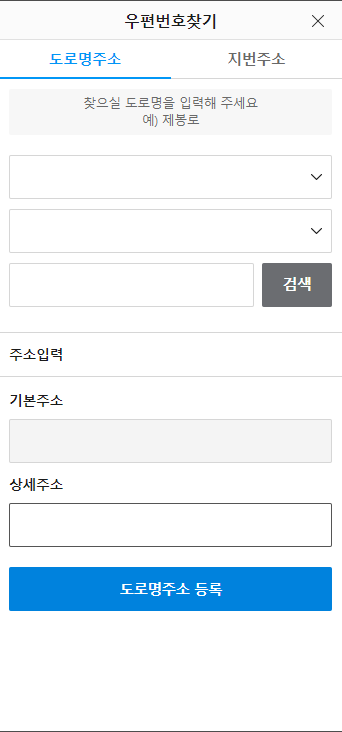 우편번호찾기
도로명주소
지번주소
찾으실 도로명을 입력해 주세요
예) 제봉로
검색
주소입력
기본주소
상세주소
도로명주소 등록